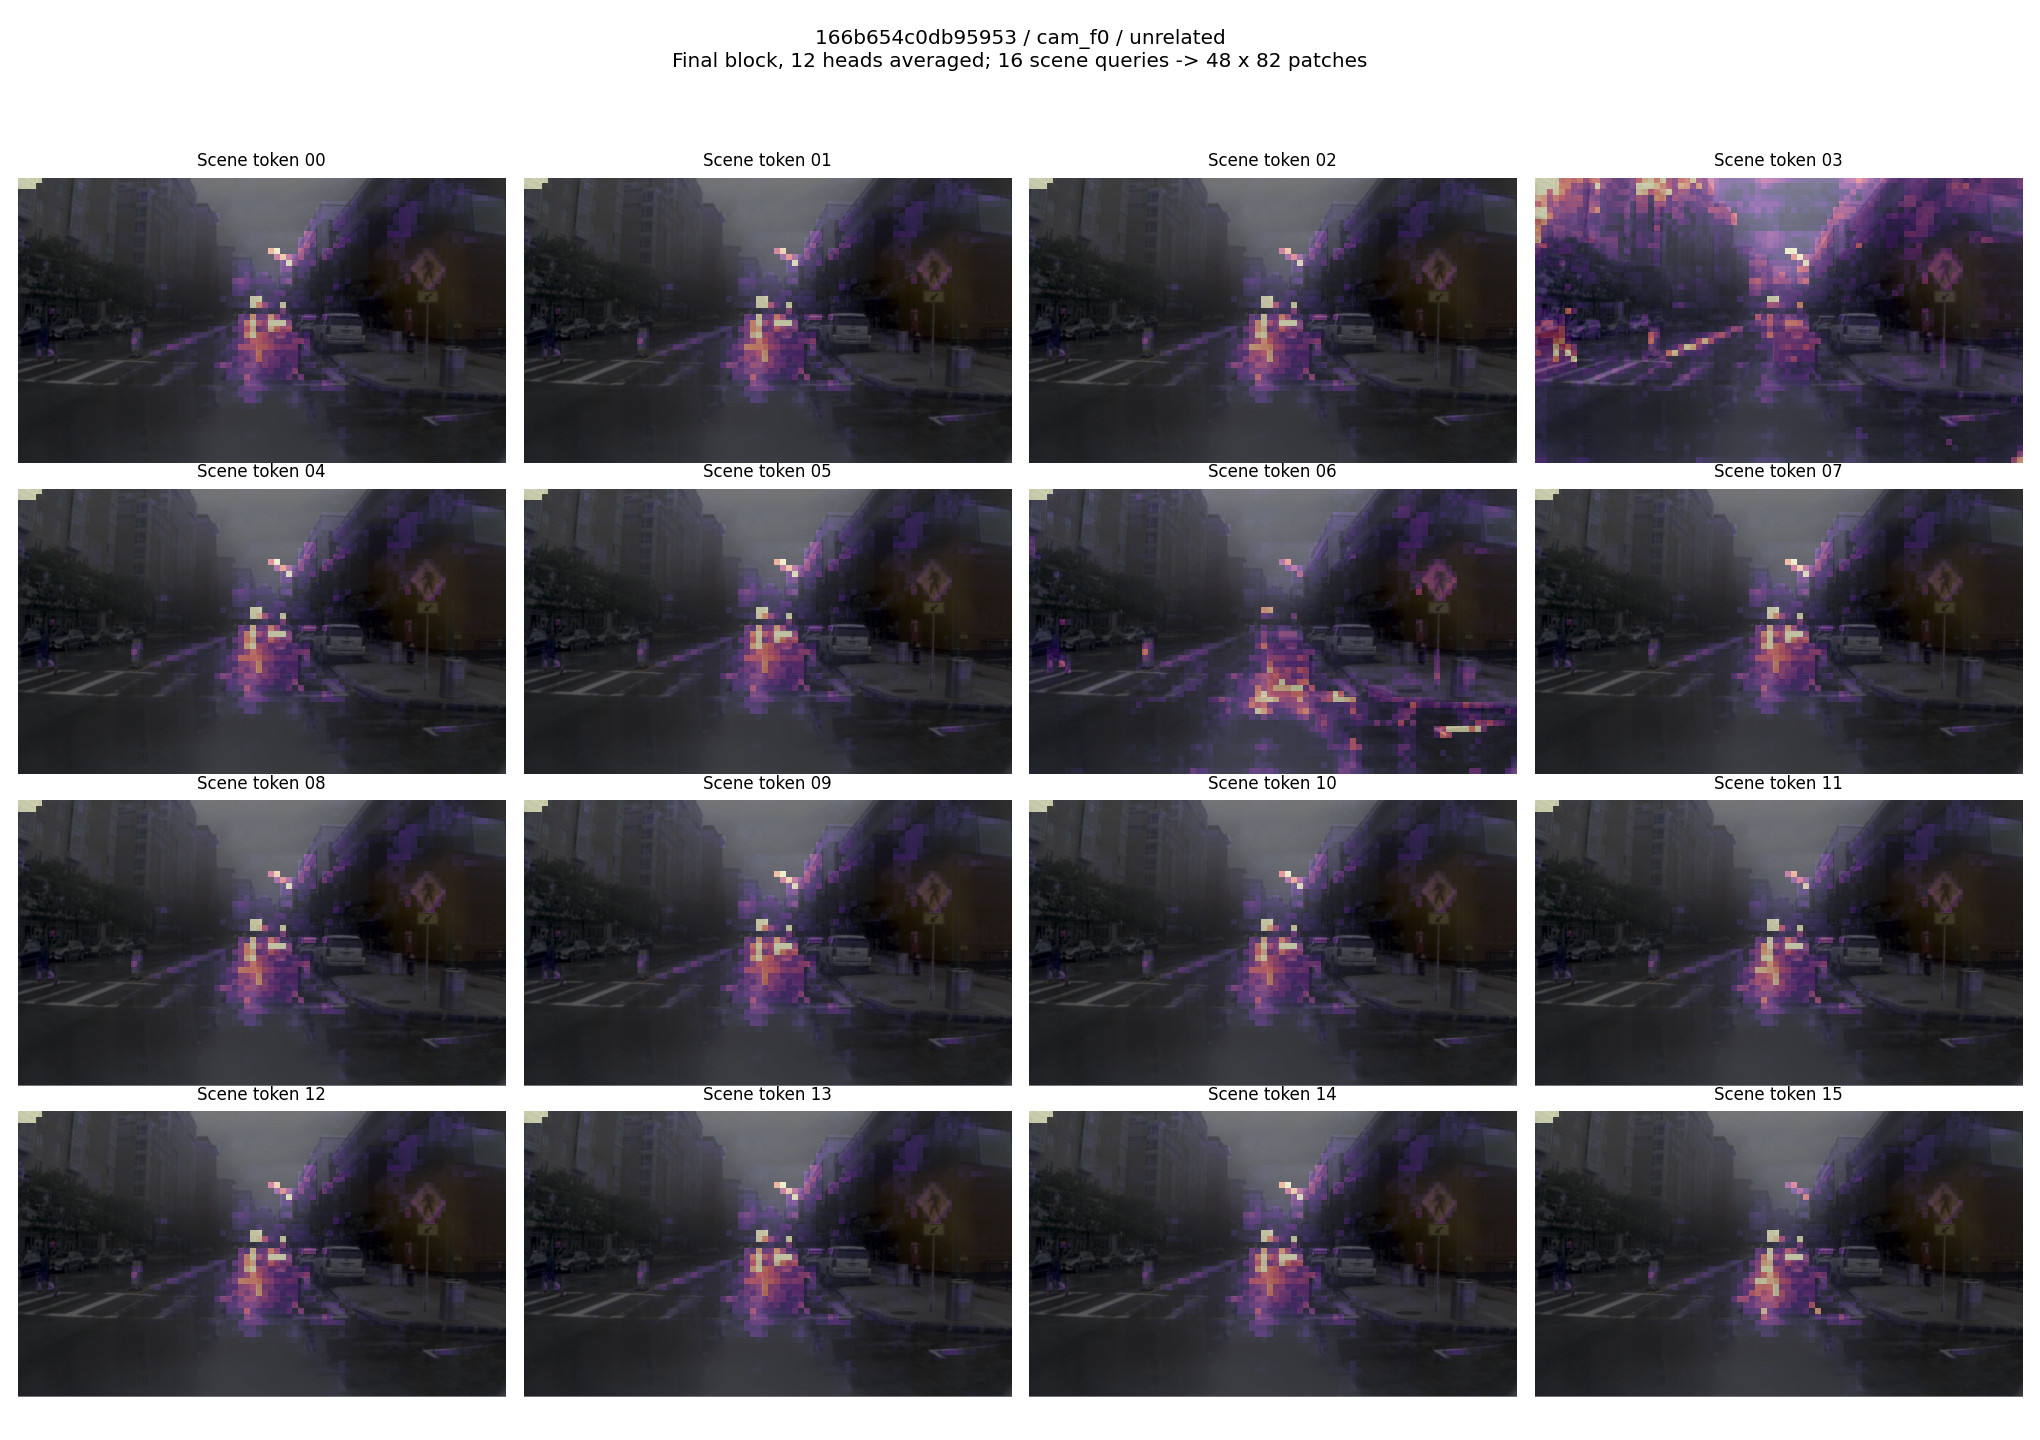 166b654c0db95953 / cam_f0 / unrelated
Final block, 12 heads averaged; 16 scene queries -> 48 x 82 patches
Scene token 00
Scene token 01
Scene token 02
Scene token 03
Scene token 04
Scene token 05
Scene token 06
Scene token 07
Scene token 08
Scene token 09
Scene token 10
Scene token 11
Scene token 12
Scene token 13
Scene token 14
Scene token 15